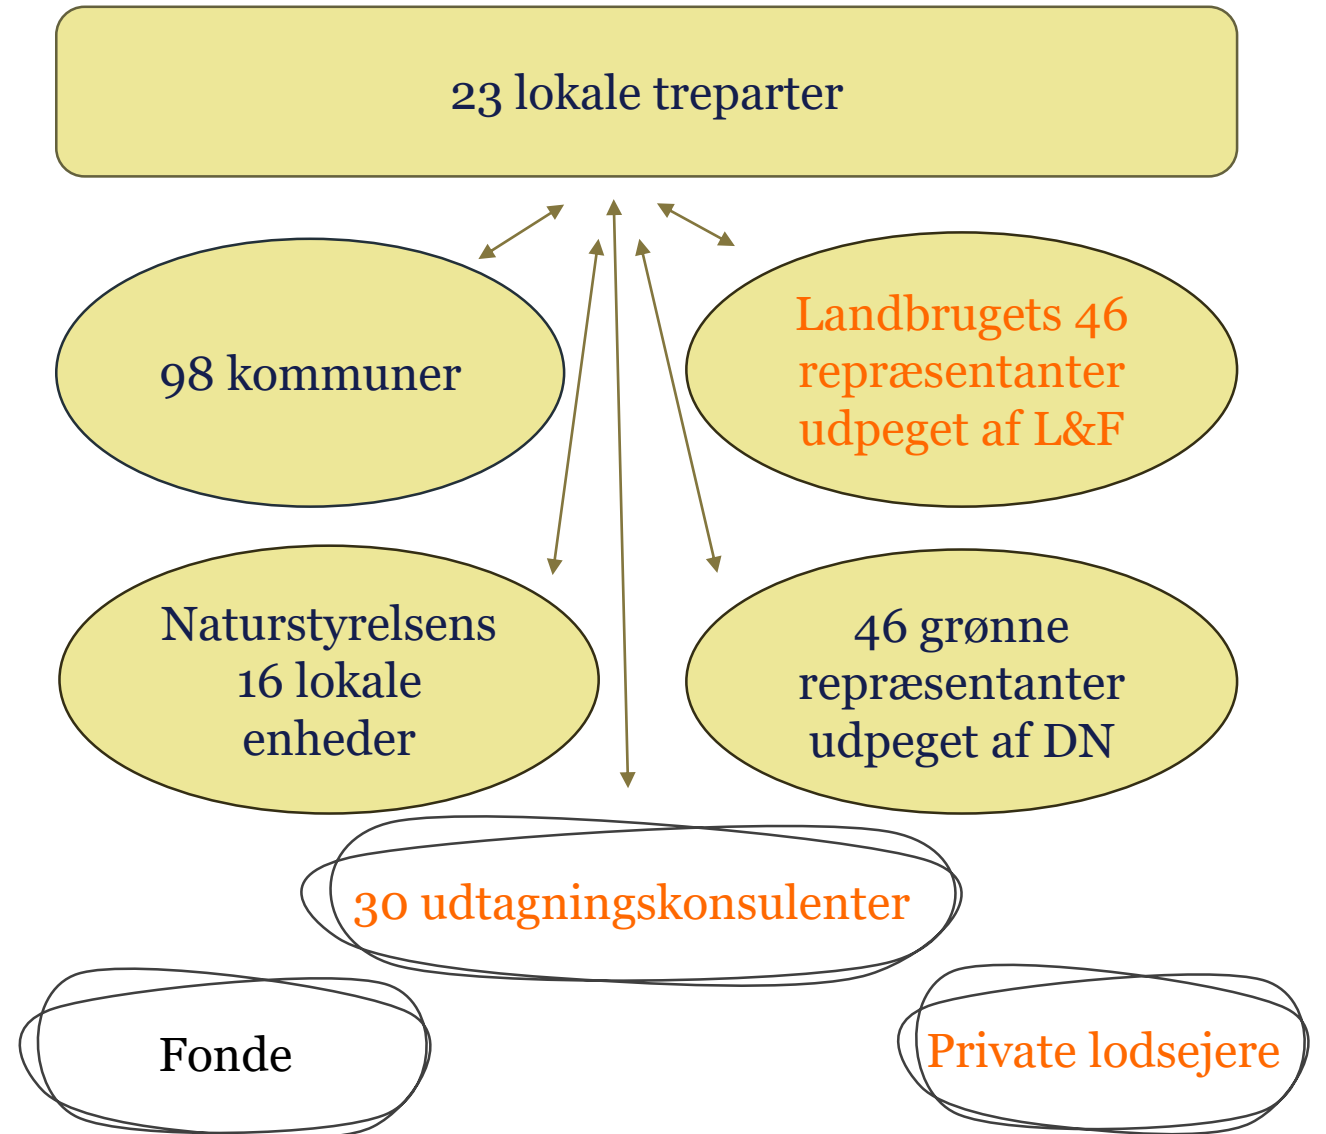 23 lokale treparter
98 kommuner
Landbrugets 46
repræsentanter
udpeget af L&F
Naturstyrelsens
16 lokale
enheder
46 grønne
repræsentanter
udpeget af DN
30 udtagningskonsulenter
Fonde
Private lodsejere